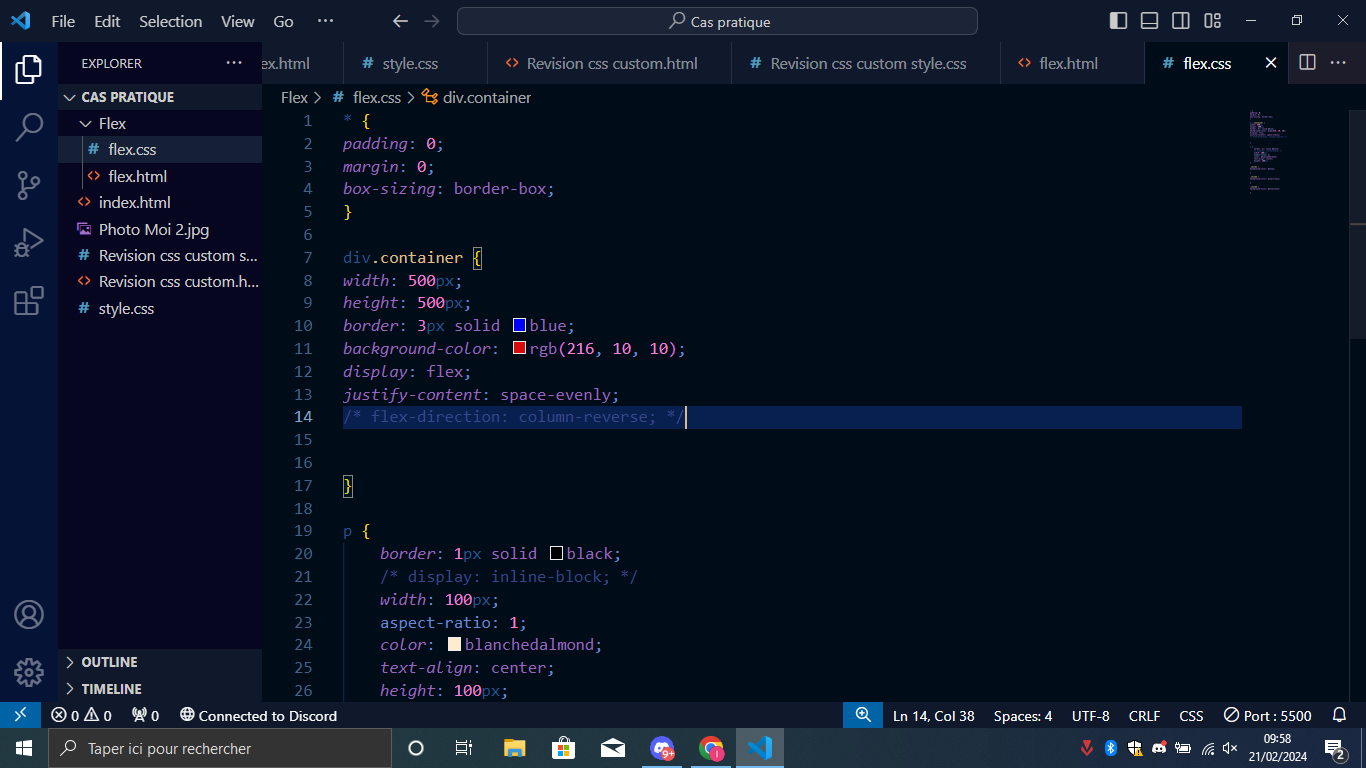 File Edit Selection View Go ··· Cas pratique
EXPLORER ··· ex.html # style.css <> Revision css custom.html # Revision css custom style.css <> flex.html # flex.css
CAS PRATIQUE
Flex
# flex.css
<> flex.html
<> index.html
Photo Moi 2.jpg
# Revision css custom s...
<> Revision css custom.h...
# style.css
OUTLINE
TIMELINE
Flex > # flex.css > div.container
1 * {
2 padding: 0;
3 margin: 0;
4 box-sizing: border-box;
5 }
6
7 div.container {
8 width: 500px;
9 height: 500px;
10 border: 3px solid blue;
11 background-color: rgb(216, 10, 10);
12 display: flex;
13 justify-content: space-evenly;
14 /* flex-direction: column-reverse; */
15
16
17 }
18
19 p {
20 border: 1px solid black;
21 /* display: inline-block; */
22 width: 100px;
23 aspect-ratio: 1;
24 color: blanchedalmond;
25 text-align: center;
26 height: 100px;
0 0 0 Connected to Discord Ln 14, Col 38 Spaces: 4 UTF-8 CRLF CSS Port : 5500
Taper ici pour rechercher 9+ 09:58
21/02/2024 2